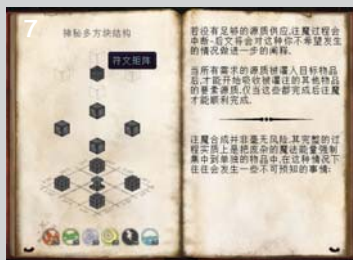 7
神秘多方块结构
符文矩阵
若没有足够的源质供应,注魔过程会
中断-后文将会对这种你不希望发生
的情况做进一步的阐释.
当所有需求的源质被灌入目标物品
后,才能开始吸收被灌注的其他物品
的要素源质,仅当这些都完成后注魔
才能顺利完成.
注魔合成并非毫无风险,其完整的过
程实质上是把庞杂的魔法能量强制
集中到单独的物品中,在这种情况下
往往会发生一些不可预知的事情: